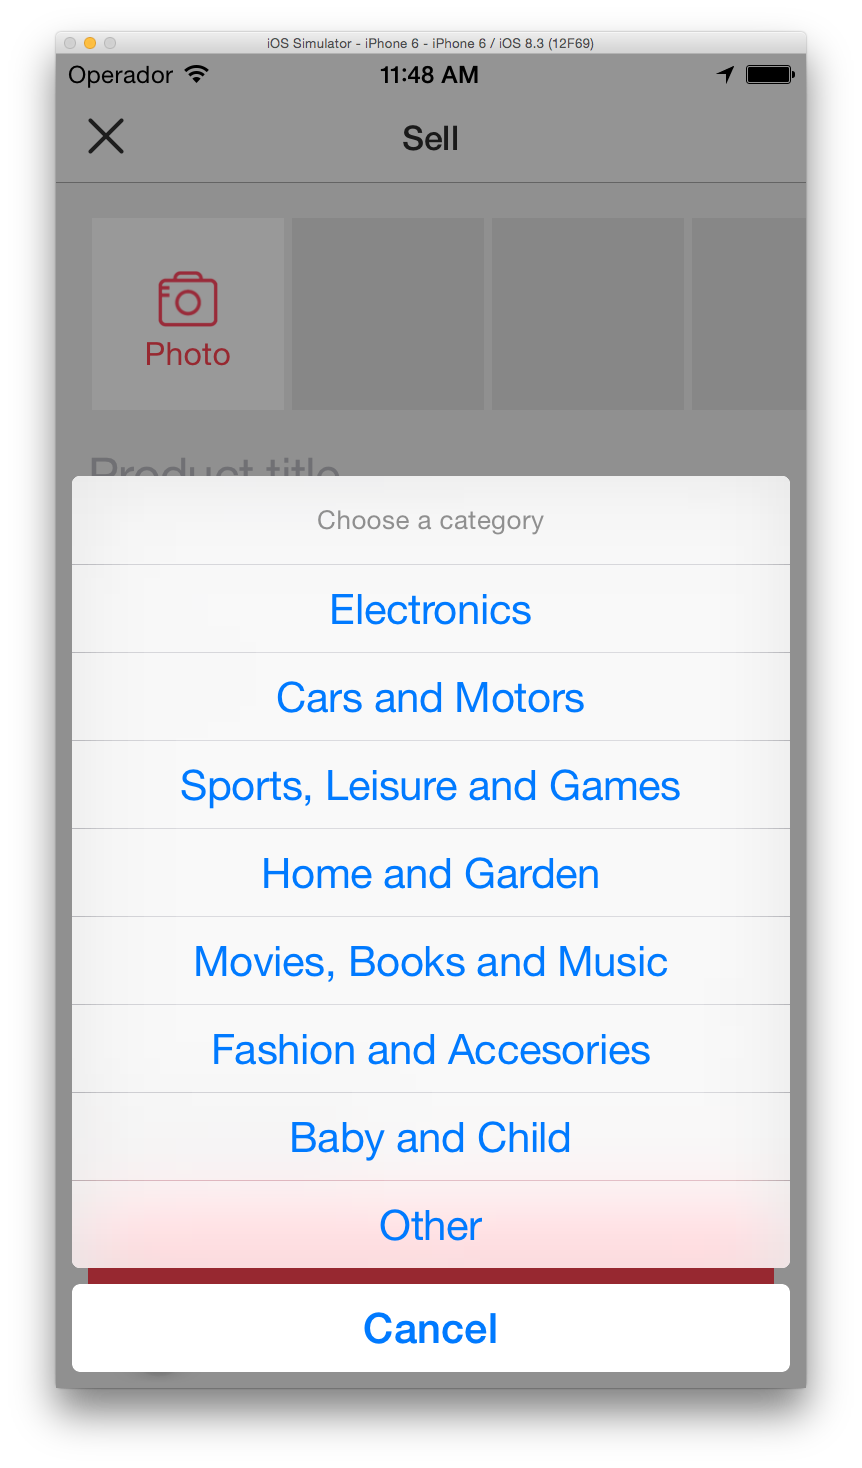 iOS Simulator - iPhone 6 - iPhone 6 / iOS 8.3 (12F69)
Operador 11:48 AM
Sell
Photo
Product title
Choose a category
Electronics
Cars and Motors
Sports, Leisure and Games
Home and Garden
Movies, Books and Music
Fashion and Accesories
Baby and Child
Other
Cancel